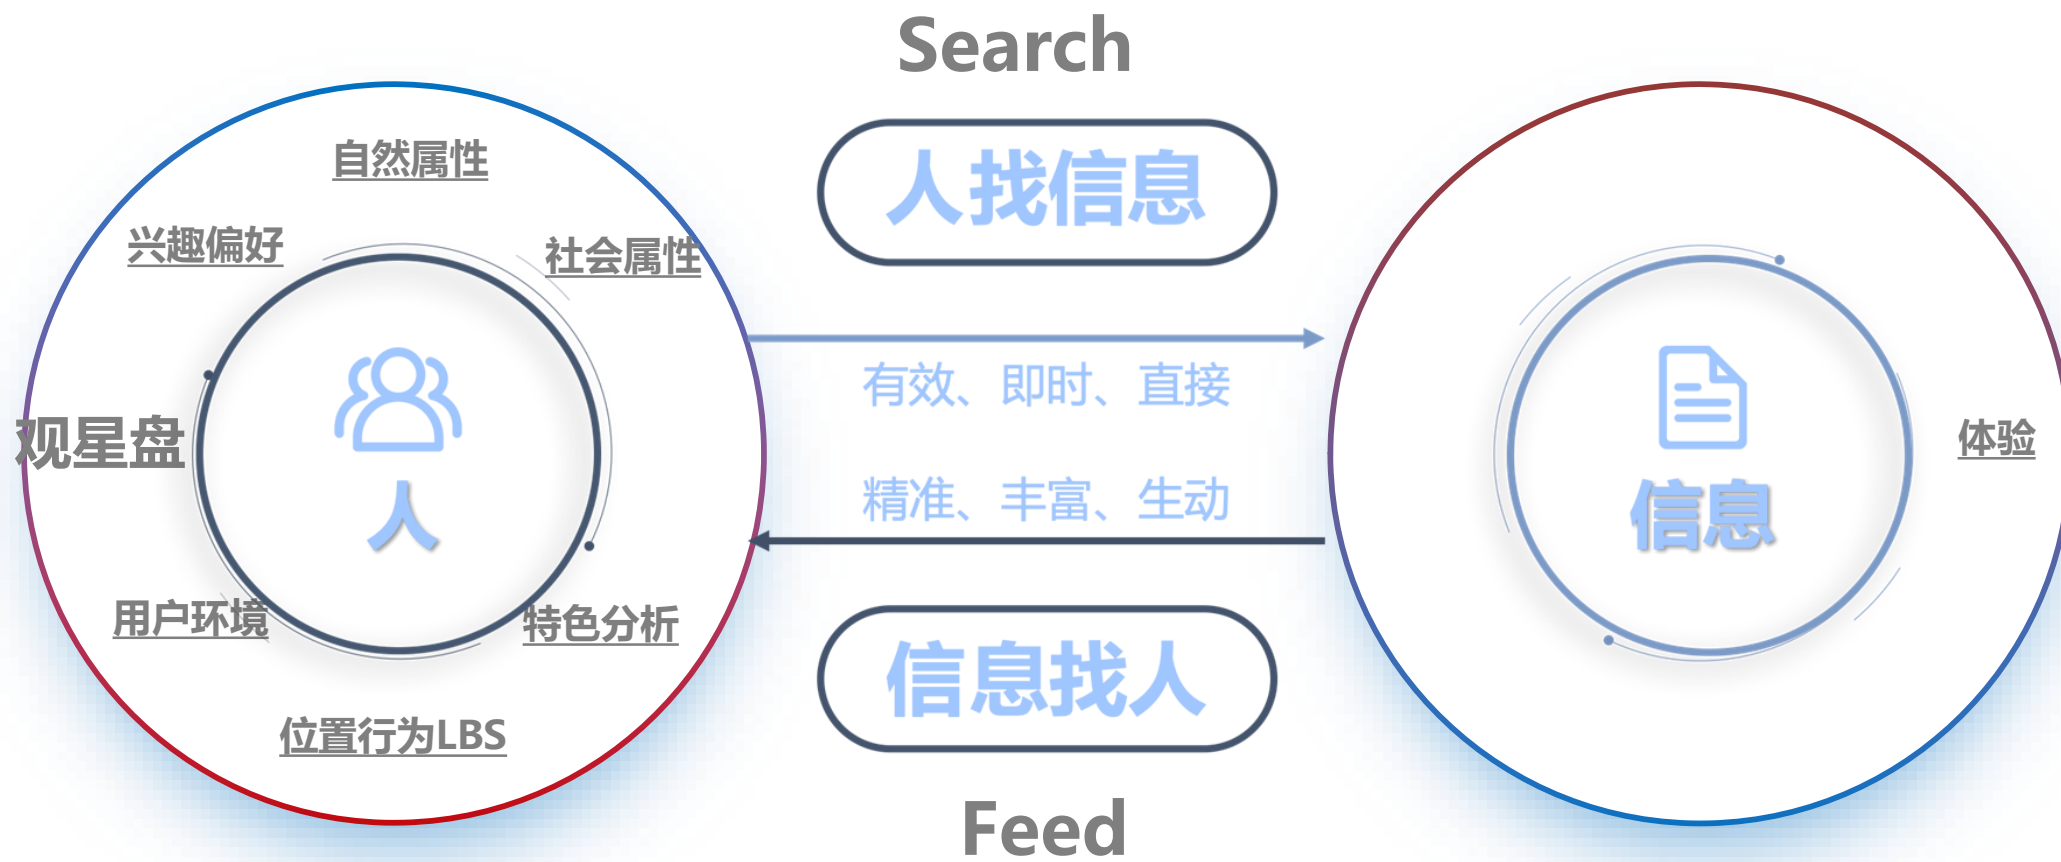 Search
人找信息
自然属性
兴趣偏好
社会属性
观星盘
人
用户环境
特色分析
位置行为LBS
有效、即时、直接
精准、丰富、生动
信息
体验
信息找人
Feed